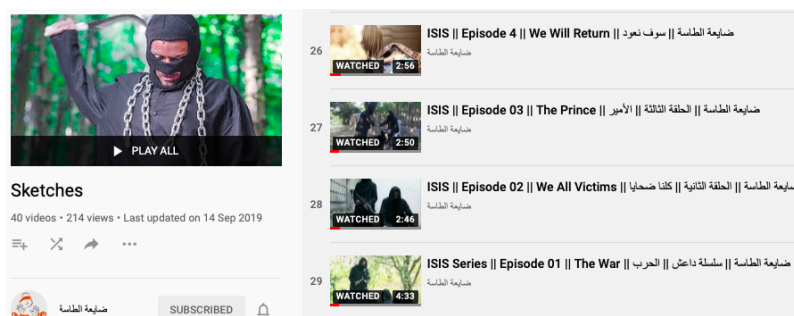 PLAY ALL
Sketches
40 videos • 214 views • Last updated on 14 Sep 2019
ضايعة الطاسة
SUBSCRIBED
26
WATCHED 2:56
ISIS || Episode 4 || We Will Return || ضايعة الطاسة || سوف نعود
ضايعة الطاسة
27
WATCHED 2:50
ISIS || Episode 03 || The Prince || ضايعة الطاسة || الحلقة الثالثة || الأمير
ضايعة الطاسة
28
WATCHED 2:46
ISIS || Episode 02 || We All Victims || ضايعة الطاسة || الحلقة الثانية || كلنا ضحايا
ضايعة الطاسة
29
WATCHED 4:33
ISIS Series || Episode 01 || The War || ضايعة الطاسة || سلسلة داعش || الحرب
ضايعة الطاسة